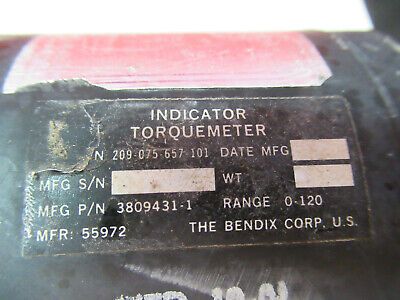 INDICATOR
TORQUEMETER
N 209-075-657-101 DATE MFG
MFG S/N WT
MFG P/N 3809431-1 RANGE 0-120
MFR: 55972 THE BENDIX CORP. U.S.